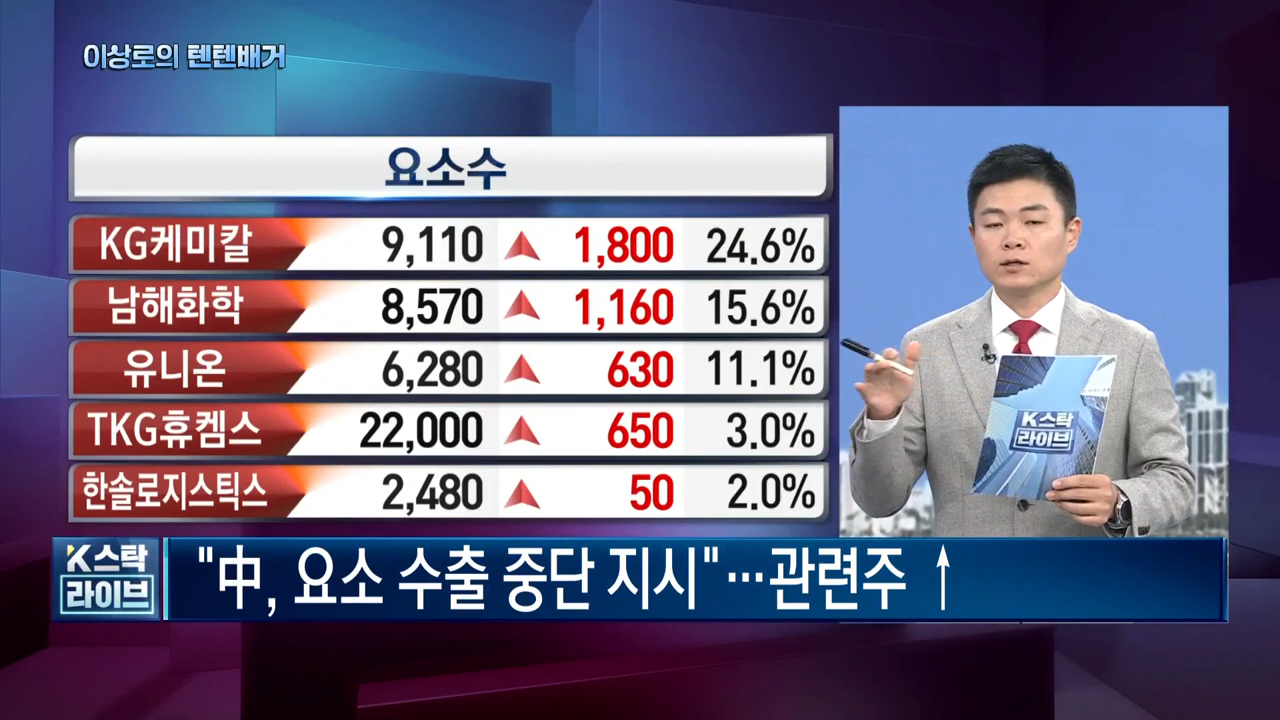 이상로의 텐텐배거
요소수
KG케미칼 9,110 ▲ 1,800 24.6%
남해화학 8,570 ▲ 1,160 15.6%
유니온 6,280 ▲ 630 11.1%
TKG휴켐스 22,000 ▲ 650 3.0%
한솔로지스틱스 2,480 ▲ 50 2.0%
K스탁
라이브
K스탁
라이브
"中, 요소 수출 중단 지시"…관련주 ↑